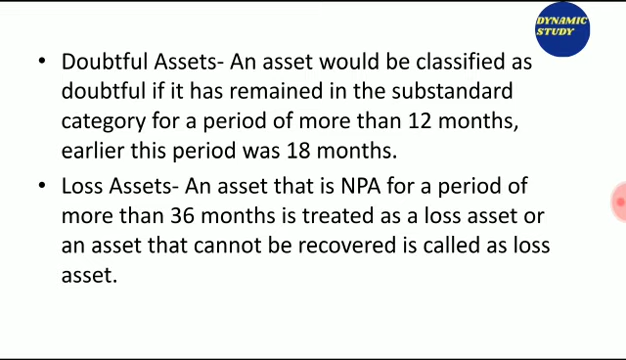 DYNAMIC
STUDY
• Doubtful Assets- An asset would be classified as
doubtful if it has remained in the substandard
category for a period of more than 12 months,
earlier this period was 18 months.
• Loss Assets- An asset that is NPA for a period of
more than 36 months is treated as a loss asset or
an asset that cannot be recovered is called as loss
asset.